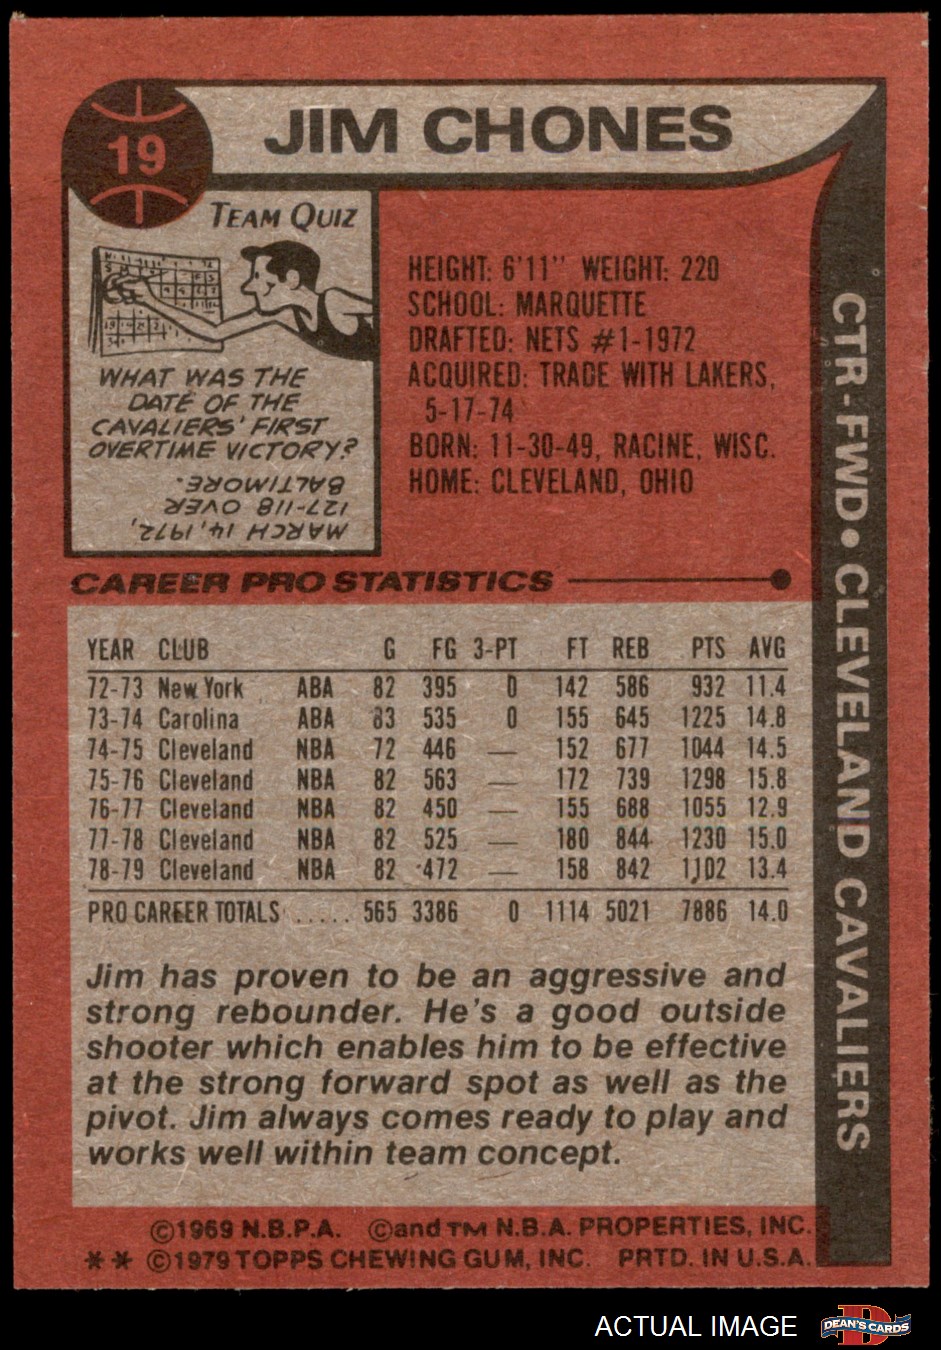 19
JIM CHONES
TEAM QUIZ
WHAT WAS THE
DATE OF THE
CAVALIERS' FIRST
OVERTIME VICTORY?
MARCH 14, 1972,
127-118 OVER
BALTIMORE.
HEIGHT: 6'11" WEIGHT: 220
SCHOOL: MARQUETTE
DRAFTED: NETS #1-1972
ACQUIRED: TRADE WITH LAKERS,
5-17-74
BORN: 11-30-49, RACINE, WISC.
HOME: CLEVELAND, OHIO
CTR-FWD • CLEVELAND CAVALIERS
CAREER PRO STATISTICS
YEAR CLUB G FG 3-PT FT REB PTS AVG
72-73 New York ABA 82 395 0 142 586 932 11.4
73-74 Carolina ABA 83 535 0 155 645 1225 14.8
74-75 Cleveland NBA 72 446 — 152 677 1044 14.5
75-76 Cleveland NBA 82 563 — 172 739 1298 15.8
76-77 Cleveland NBA 82 450 — 155 688 1055 12.9
77-78 Cleveland NBA 82 525 — 180 844 1230 15.0
78-79 Cleveland NBA 82 472 — 158 842 1102 13.4
PRO CAREER TOTALS ..... 565 3386 0 1114 5021 7886 14.0
Jim has proven to be an aggressive and
strong rebounder. He's a good outside
shooter which enables him to be effective
at the strong forward spot as well as the
pivot. Jim always comes ready to play and
works well within team concept.
©1969 N.B.P.A. ©and TM N.B.A. PROPERTIES, INC.
** ©1979 TOPPS CHEWING GUM, INC. PRTD. IN U.S.A.
ACTUAL IMAGE
DEAN'S CARDS